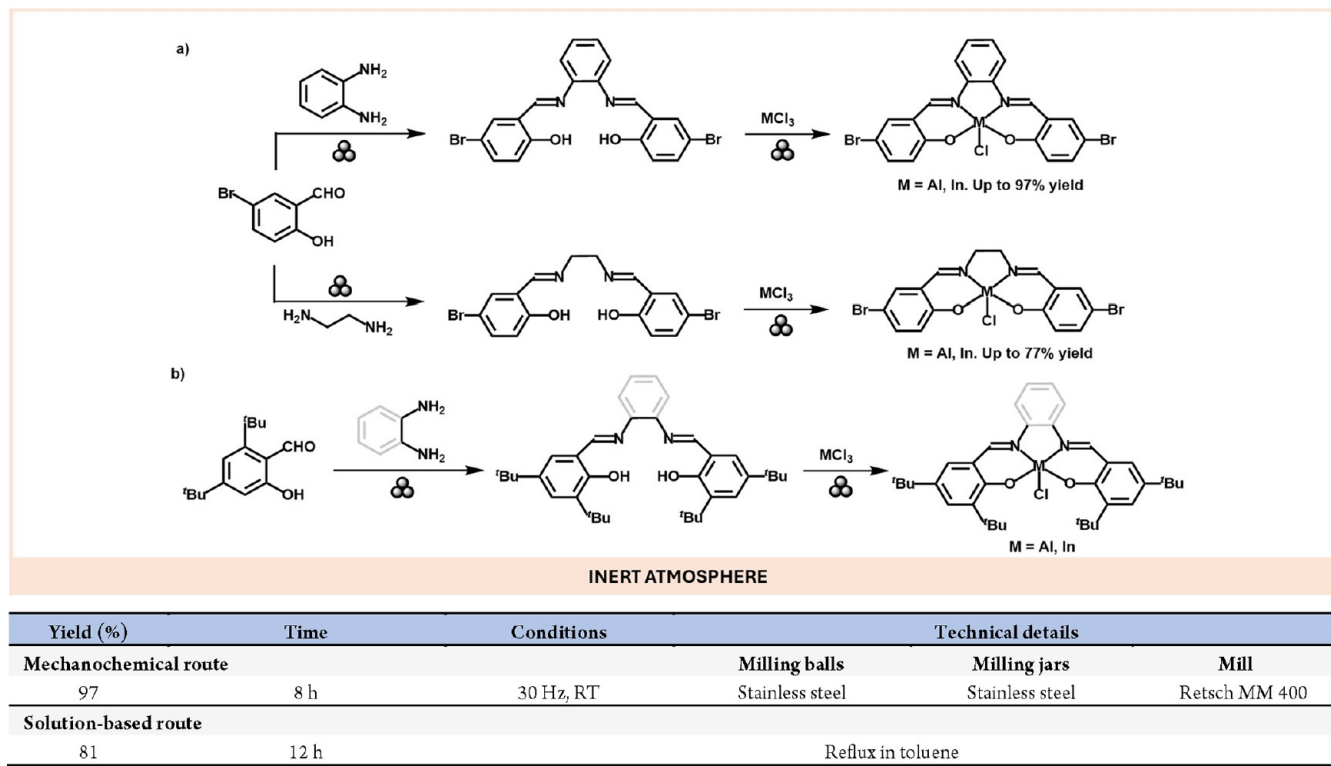 a)
NH2
NH2
Br
OH
HO
Br
N
N
MCl3
N
N
M
O
O
Cl
Br
Br
M = Al, In. Up to 97% yield
Br
CHO
OH
H2N
NH2
N
N
Br
OH
HO
Br
MCl3
N
N
M
O
O
Cl
Br
Br
M = Al, In. Up to 77% yield
b)
tBu
CHO
tBu
OH
NH2
NH2
N
N
tBu
OH
HO
tBu
tBu
tBu
MCl3
N
N
M
O
O
Cl
tBu
tBu
tBu
tBu
M = Al, In
INERT ATMOSPHERE
Yield (%) Time Conditions Technical details
Mechanochemical route Milling balls Milling jars Mill
97 8 h 30 Hz, RT Stainless steel Stainless steel Retsch MM 400
Solution-based route
81 12 h Reflux in toluene